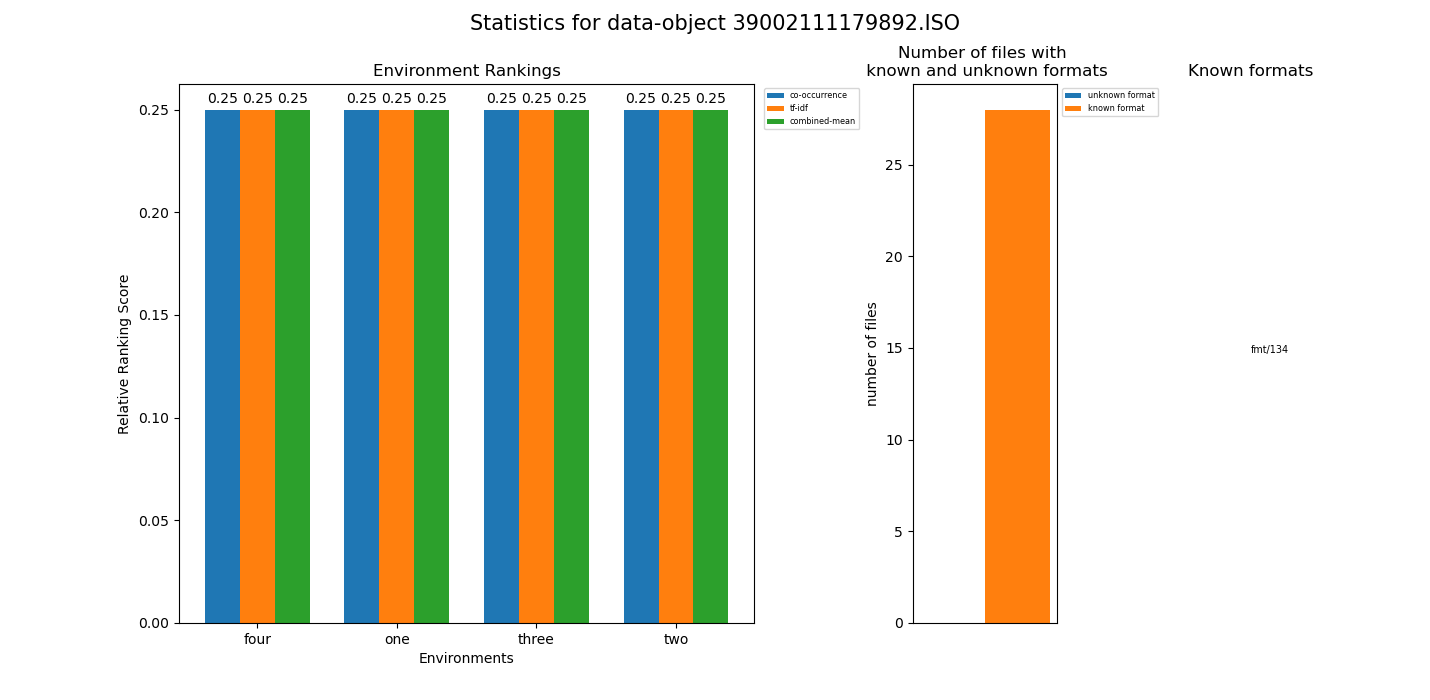 Statistics for data-object 39002111179892.ISO
Environment Rankings
0.25 0.25 0.25 0.25 0.25 0.25 0.25 0.25 0.25 0.25 0.25 0.25
0.25
0.20
0.15
0.10
0.05
0.00
Relative Ranking Score
four one three two
Environments
co-occurrence
tf-idf
combined-mean
Number of files with
known and unknown formats
25
20
15
10
5
0
number of files
unknown format
known format
Known formats
fmt/134